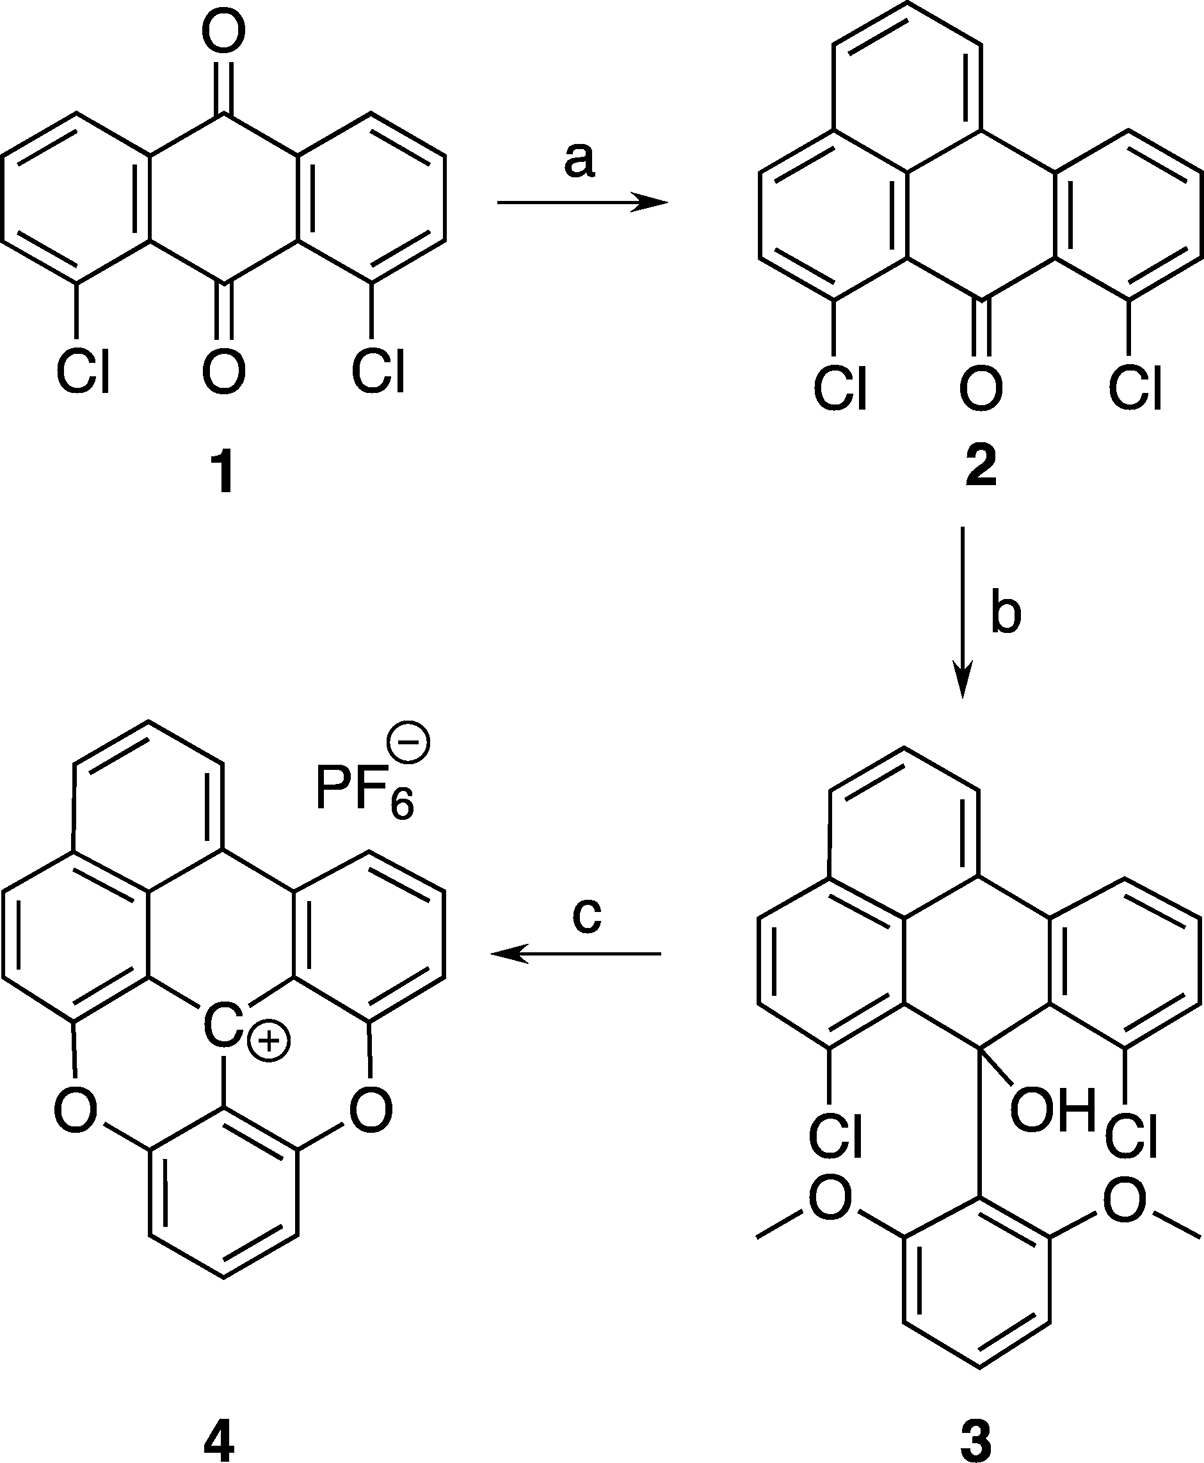 O O
a
Cl O Cl Cl O Cl
1 2
b
PF6⊖
c
C⊕
O O OH
Cl Cl
O O
4 3